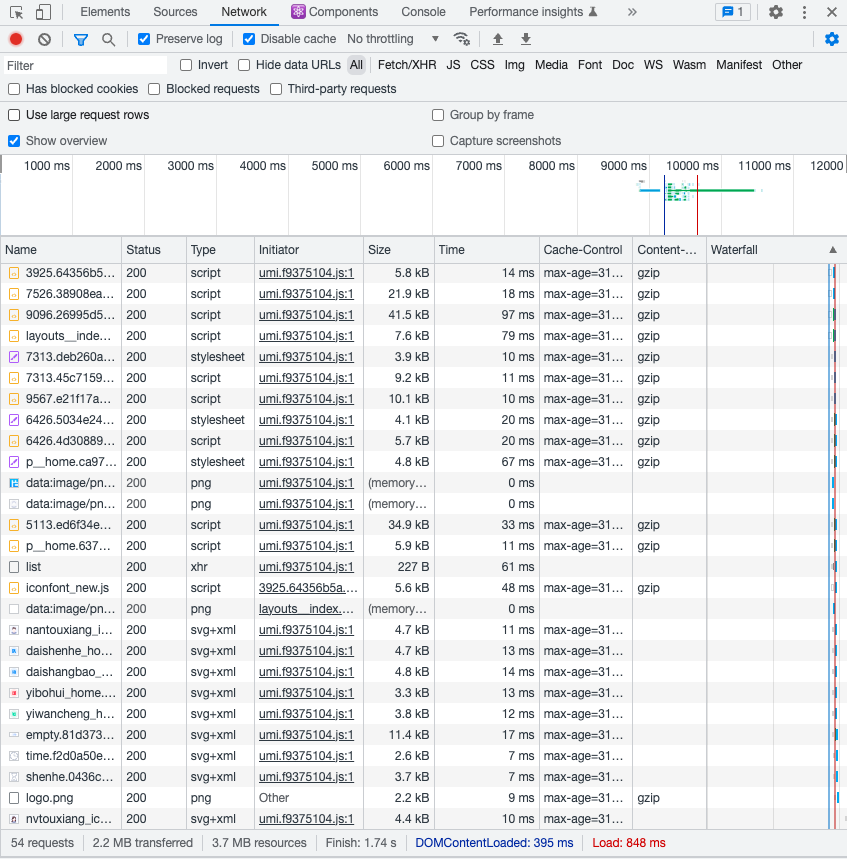 Elements Sources Network Components Console Performance insights 1
Preserve log Disable cache No throttling
Filter Invert Hide data URLs All Fetch/XHR JS CSS Img Media Font Doc WS Wasm Manifest Other
Has blocked cookies Blocked requests Third-party requests
Use large request rows Group by frame
Show overview Capture screenshots
1000 ms 2000 ms 3000 ms 4000 ms 5000 ms 6000 ms 7000 ms 8000 ms 9000 ms 10000 ms 11000 ms 12000
Name Status Type Initiator Size Time Cache-Control Content-... Waterfall
3925.64356b5... 200 script umi.f9375104.js:1 5.8 kB 14 ms max-age=31... gzip
7526.38908ea... 200 script umi.f9375104.js:1 21.9 kB 18 ms max-age=31... gzip
9096.26995d5... 200 script umi.f9375104.js:1 41.5 kB 97 ms max-age=31... gzip
layouts__inde... 200 script umi.f9375104.js:1 7.6 kB 79 ms max-age=31... gzip
7313.deb260a... 200 stylesheet umi.f9375104.js:1 3.9 kB 10 ms max-age=31... gzip
7313.45c7159... 200 script umi.f9375104.js:1 9.2 kB 11 ms max-age=31... gzip
9567.e21f17a... 200 script umi.f9375104.js:1 10.1 kB 10 ms max-age=31... gzip
6426.5034e24... 200 stylesheet umi.f9375104.js:1 4.1 kB 20 ms max-age=31... gzip
6426.4d30889... 200 script umi.f9375104.js:1 5.7 kB 20 ms max-age=31... gzip
p__home.ca97... 200 stylesheet umi.f9375104.js:1 4.8 kB 67 ms max-age=31... gzip
data:image/pn... 200 png umi.f9375104.js:1 (memory... 0 ms
data:image/pn... 200 png umi.f9375104.js:1 (memory... 0 ms
5113.ed6f34e... 200 script umi.f9375104.js:1 34.9 kB 33 ms max-age=31... gzip
p__home.637... 200 script umi.f9375104.js:1 5.9 kB 11 ms max-age=31... gzip
list 200 xhr umi.f9375104.js:1 227 B 61 ms
iconfont_new.js 200 script 3925.64356b5a.... 5.6 kB 48 ms max-age=31... gzip
data:image/pn... 200 png layouts__index.... (memory... 0 ms
nantouxiang_i... 200 svg+xml umi.f9375104.js:1 4.7 kB 11 ms max-age=31...
daishenhe_ho... 200 svg+xml umi.f9375104.js:1 4.7 kB 13 ms max-age=31...
daishangbao_... 200 svg+xml umi.f9375104.js:1 4.8 kB 14 ms max-age=31...
yibohui_home.... 200 svg+xml umi.f9375104.js:1 3.3 kB 13 ms max-age=31...
yiwancheng_h... 200 svg+xml umi.f9375104.js:1 3.8 kB 12 ms max-age=31...
empty.81d373... 200 svg+xml umi.f9375104.js:1 11.4 kB 17 ms max-age=31...
time.f2d0a50e... 200 svg+xml umi.f9375104.js:1 2.6 kB 7 ms max-age=31...
shenhe.0436c... 200 svg+xml umi.f9375104.js:1 3.7 kB 7 ms max-age=31...
logo.png 200 png Other 2.2 kB 9 ms gzip
nvtouxiang_ic... 200 svg+xml umi.f9375104.js:1 4.4 kB 10 ms max-age=31...
54 requests 2.2 MB transferred 3.7 MB resources Finish: 1.74 s DOMContentLoaded: 395 ms Load: 848 ms